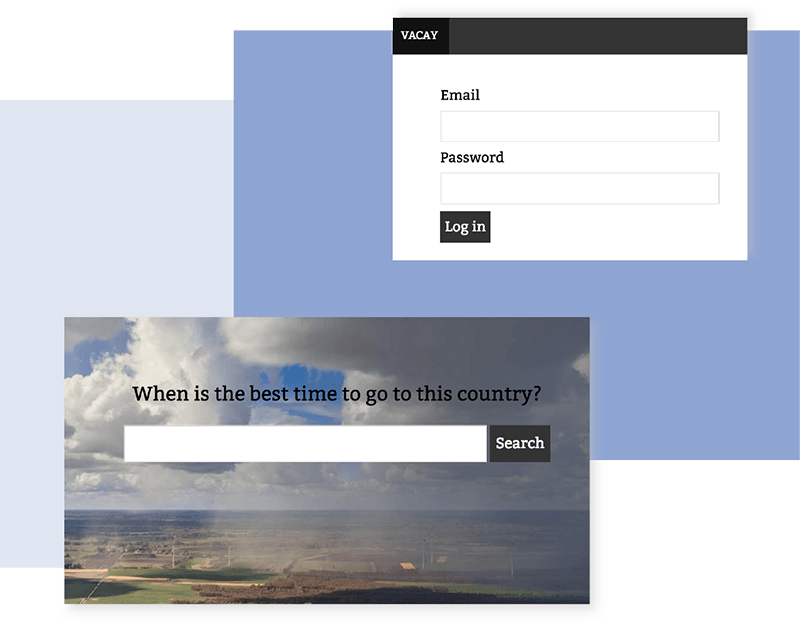 VACAY
Email
Password
Log in
When is the best time to go to this country?
Search